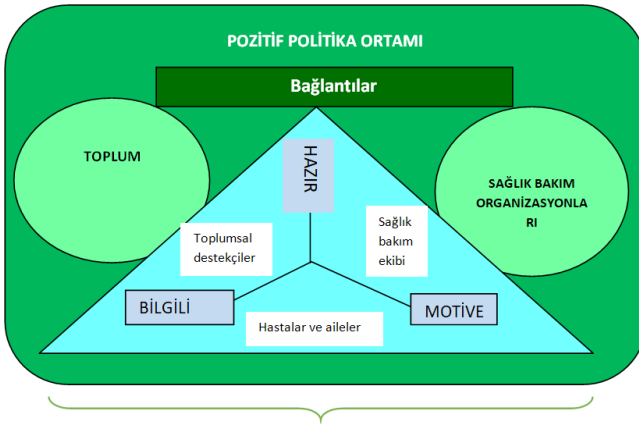 POZİTİF POLİTİKA ORTAMI
Bağlantılar
TOPLUM
HAZIR
SAĞLIK BAKIM
ORGANİZASYONLA
RI
Toplumsal
destekçiler
Sağlık
bakım
ekibi
BİLGİLİ
MOTİVE
Hastalar ve aileler